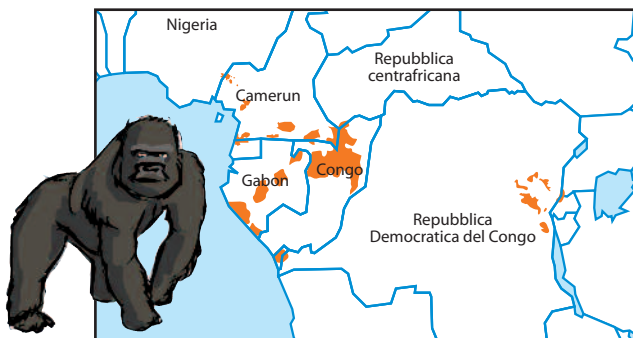 Nigeria
Repubblica
centrafricana
Camerun
Gabon
Congo
Repubblica
Democratica del Congo